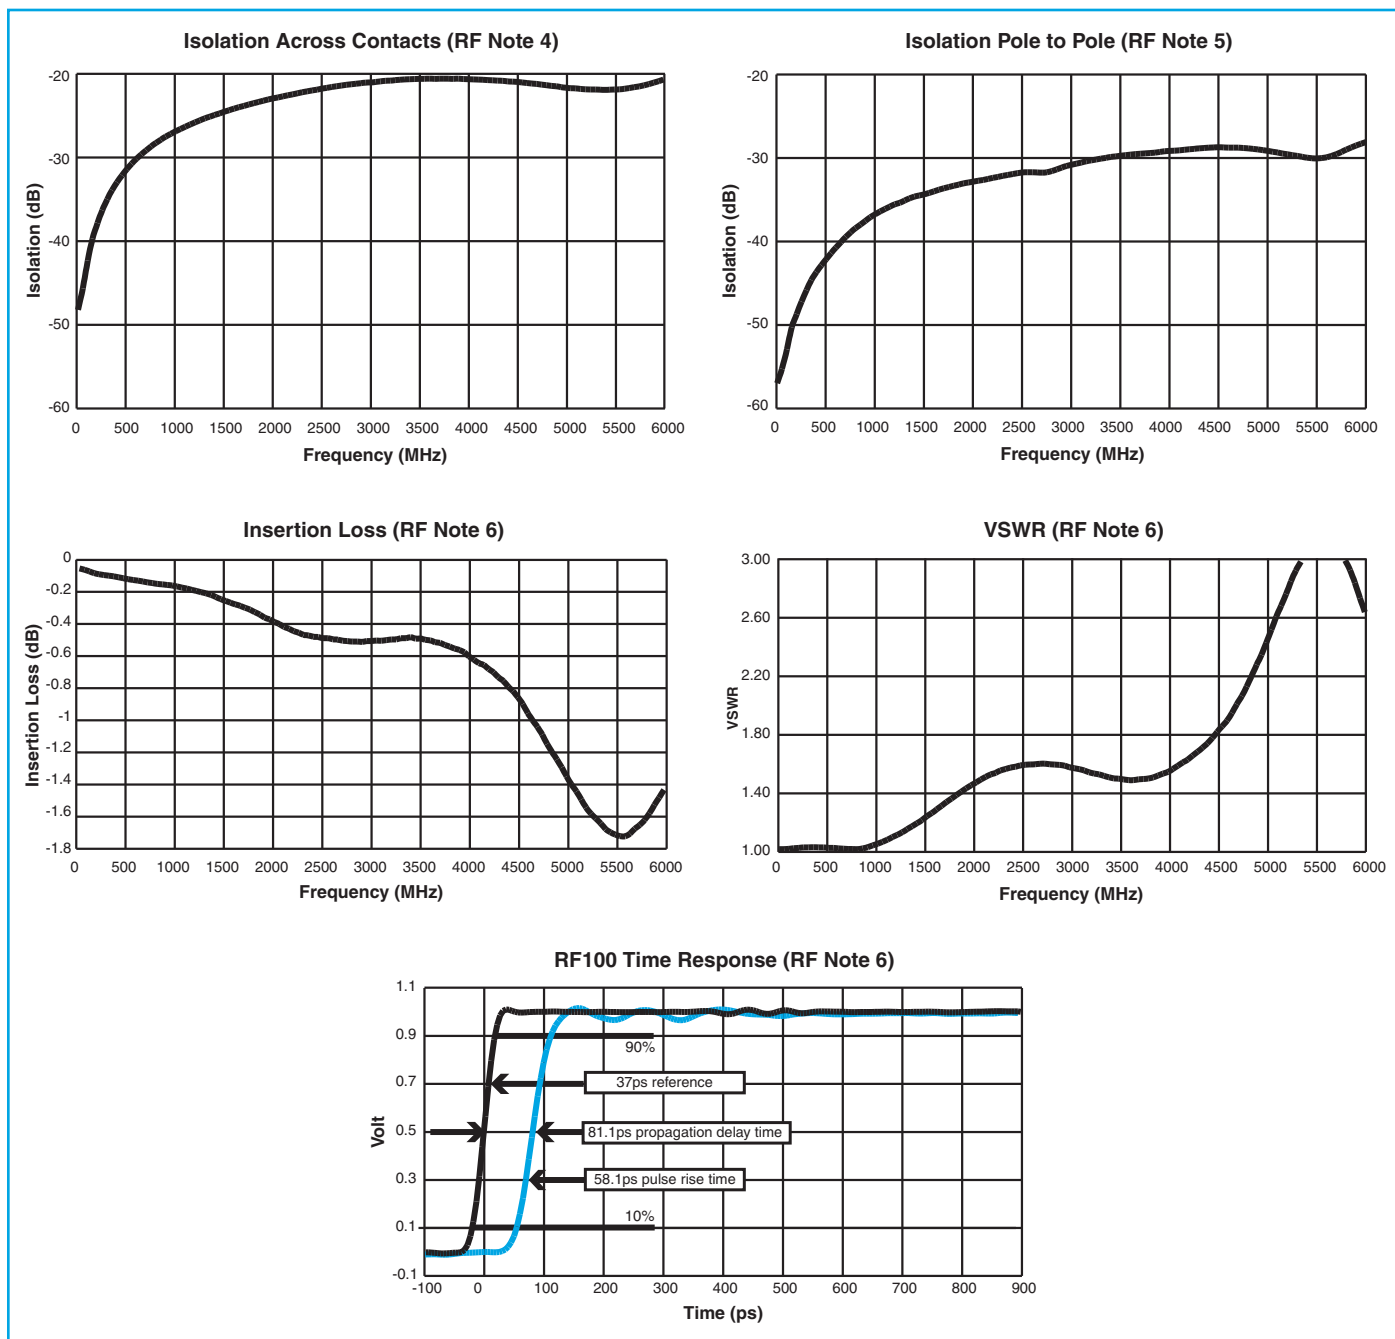 Isolation Across Contacts (RF Note 4)
-20
-30
-40
-50
-60
Isolation (dB)
0 500 1000 1500 2000 2500 3000 3500 4000 4500 5000 5500 6000
Frequency (MHz)
Isolation Pole to Pole (RF Note 5)
-20
-30
-40
-50
-60
Isolation (dB)
0 500 1000 1500 2000 2500 3000 3500 4000 4500 5000 5500 6000
Frequency (MHz)
Insertion Loss (RF Note 6)
0
-0.2
-0.4
-0.6
-0.8
-1
-1.2
-1.4
-1.6
-1.8
Insertion Loss (dB)
0 500 1000 1500 2000 2500 3000 3500 4000 4500 5000 5500 6000
Frequency (MHz)
VSWR (RF Note 6)
3.00
2.60
2.20
1.80
1.40
1.00
VSWR
0 500 1000 1500 2000 2500 3000 3500 4000 4500 5000 5500 6000
Frequency (MHz)
RF100 Time Response (RF Note 6)
1.1
0.9
0.7
0.5
0.3
0.1
-0.1
Volt
90%
37ps reference
81.1ps propagation delay time
58.1ps pulse rise time
10%
-100 0 100 200 300 400 500 600 700 800 900
Time (ps)